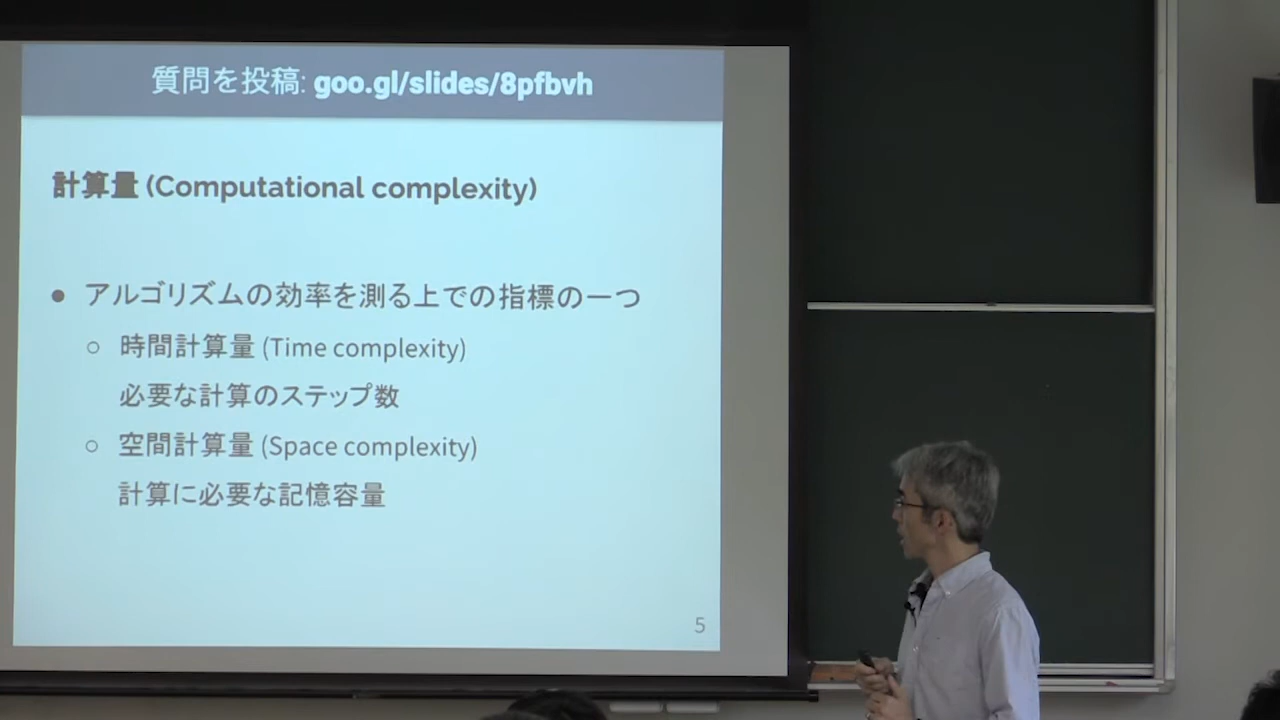 質問を投稿: goo.gl/slides/8pfbvh
計算量 (Computational complexity)
● アルゴリズムの効率を測る上での指標の一つ
○ 時間計算量 (Time complexity)
必要な計算のステップ数
○ 空間計算量 (Space complexity)
計算に必要な記憶容量
5